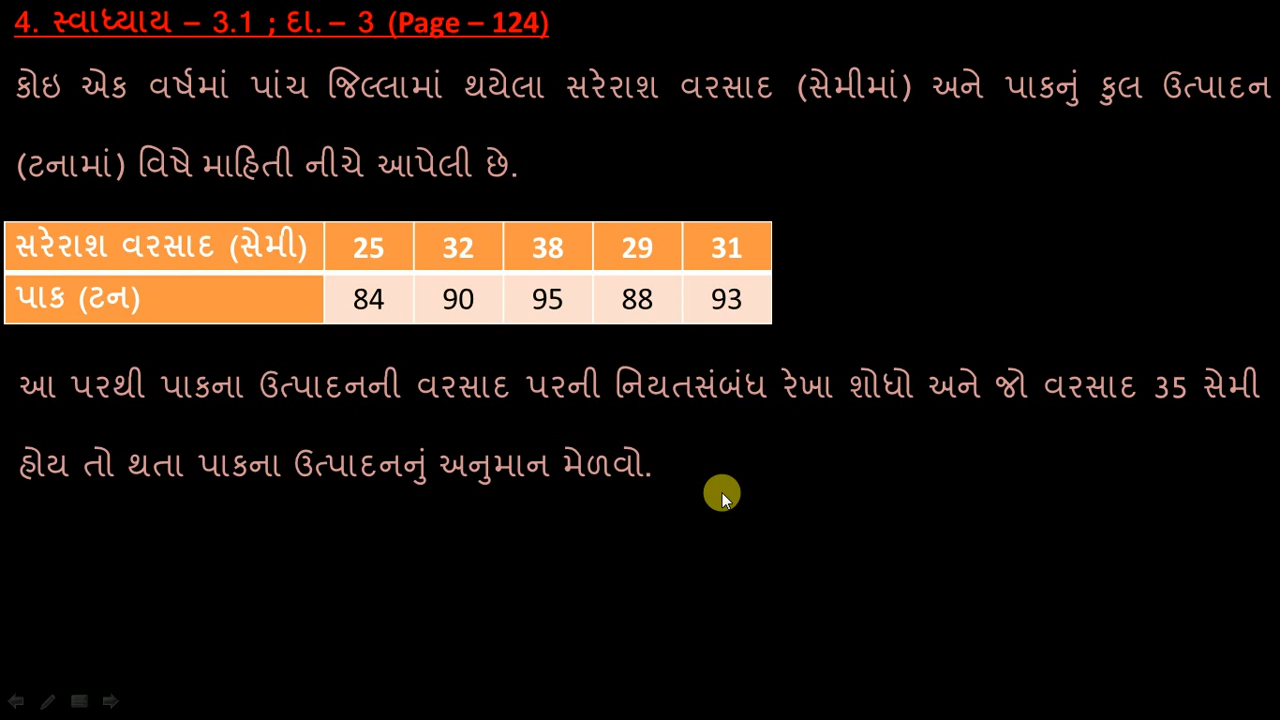 4. સ્વાધ્યાય – 3.1 ; દા. – 3 (Page – 124)
કોઇ એક વર્ષમાં પાંચ જિલ્લામાં થયેલા સરેરાશ વરસાદ (સેમીમાં) અને પાકનું કુલ ઉત્પાદન
(ટનામાં) વિષે માહિતી નીચે આપેલી છે.
સરેરાશ વરસાદ (સેમી) 25 32 38 29 31
પાક (ટન) 84 90 95 88 93
આ પરથી પાકના ઉત્પાદનની વરસાદ પરની નિયતસંબંધ રેખા શોધો અને જો વરસાદ 35 સેમી
હોય તો થતા પાકના ઉત્પાદનનું અનુમાન મેળવો.